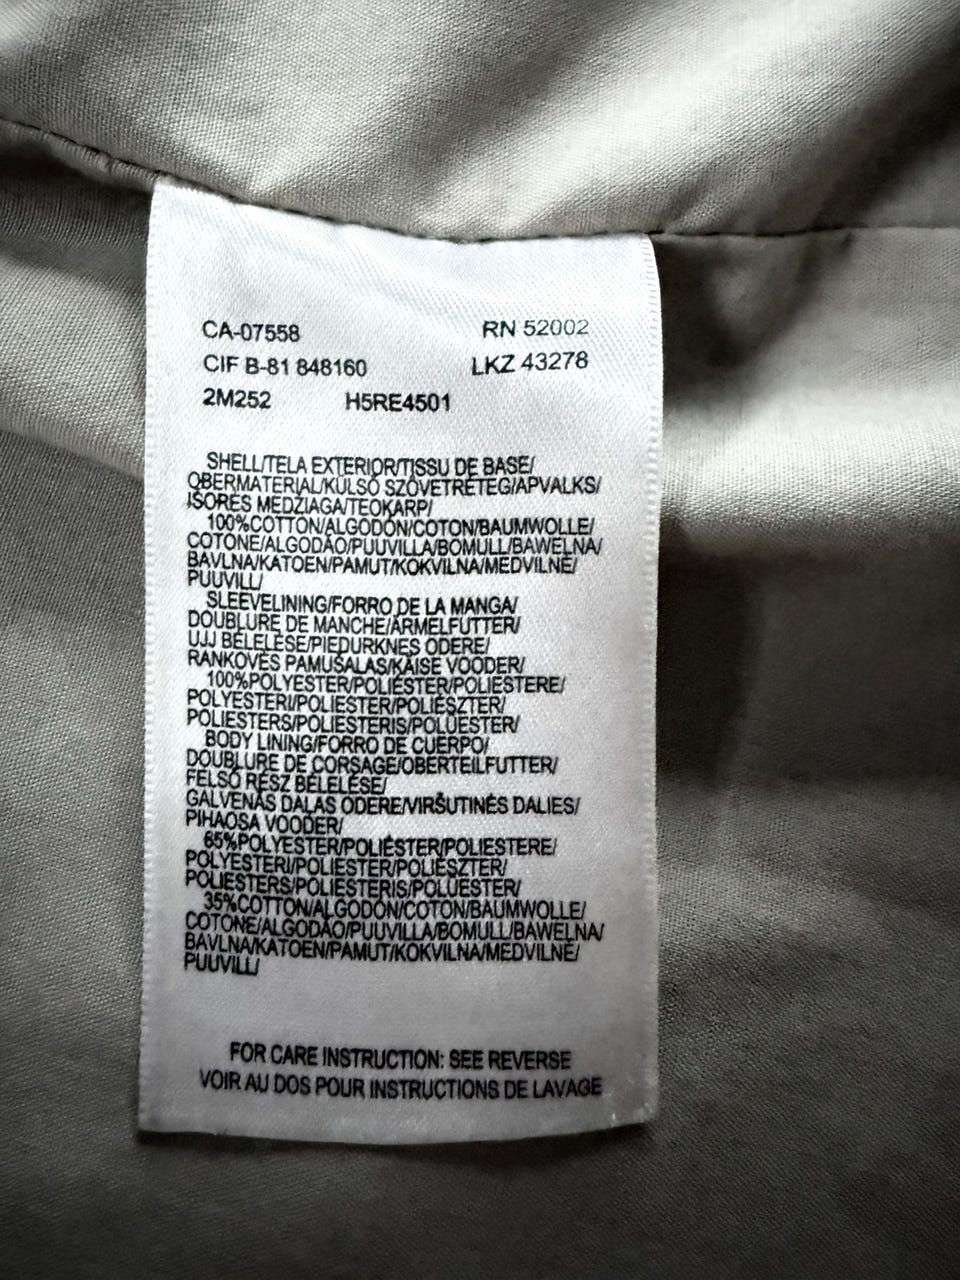 CA-07558 RN 52002
CIF B-81 848160 LKZ 43278
2M252 H5RE4501
SHELL/TELA EXTERIOR/TISSU DE BASE/
OBERMATERIAL/KÜLSŐ SZÖVETRÉTEG/APVALKS/
IŠORĖS MEDŽIAGA/TEOKARP/
100%COTTON/ALGODÓN/COTON/BAUMWOLLE/
COTONE/ALGODÃO/PUUVILLA/BOMULL/BAWEŁNA/
BAVLNA/KATOEN/PAMUT/KOKVILNA/MEDVILNĖ/
PUUVILL/
SLEEVELINING/FORRO DE LA MANGA/
DOUBLURE DE MANCHE/ÄRMELFUTTER/
UJJ BÉLELÉSE/PIEDURKNES ODERE/
RANKOVĖS PAMUŠALAS/KÄISE VOODER/
100%POLYESTER/POLIÉSTER/POLIESTERE/
POLYESTERI/POLIESTER/POLIÉSZTER/
POLIESTERS/POLIESTERIS/POLÜESTER/
BODY LINING/FORRO DE CUERPO/
DOUBLURE DE CORSAGE/OBERTEILFUTTER/
FELSŐ RÉSZ BÉLELÉSE/
GALVENĀS DAĻAS ODERE/VIRŠUTINĖS DALIES/
PIHAOSA VOODER/
65%POLYESTER/POLIÉSTER/POLIESTERE/
POLYESTERI/POLIESTER/POLIÉSZTER/
POLIESTERS/POLIESTERIS/POLÜESTER/
35%COTTON/ALGODÓN/COTON/BAUMWOLLE/
COTONE/ALGODÃO/PUUVILLA/BOMULL/BAWEŁNA/
BAVLNA/KATOEN/PAMUT/KOKVILNA/MEDVILNĖ/
PUUVILL/
FOR CARE INSTRUCTION: SEE REVERSE
VOIR AU DOS POUR INSTRUCTIONS DE LAVAGE